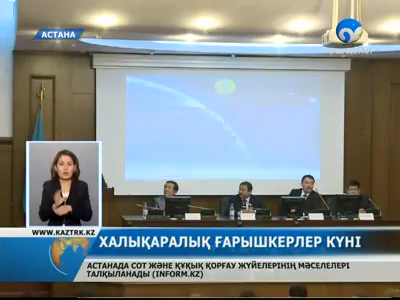 АСТАНА
WWW.KAZTRK.KZ
ХАЛЫҚАРАЛЫҚ ҒАРЫШКЕРЛЕР КҮНІ
АСТАНАДА СОТ ЖӘНЕ ҚҰҚЫҚ ҚОРҒАУ ЖҮЙЕЛЕРІНІҢ МӘСЕЛЕЛЕРІ
ТАЛҚЫЛАНАДЫ (INFORM.KZ)